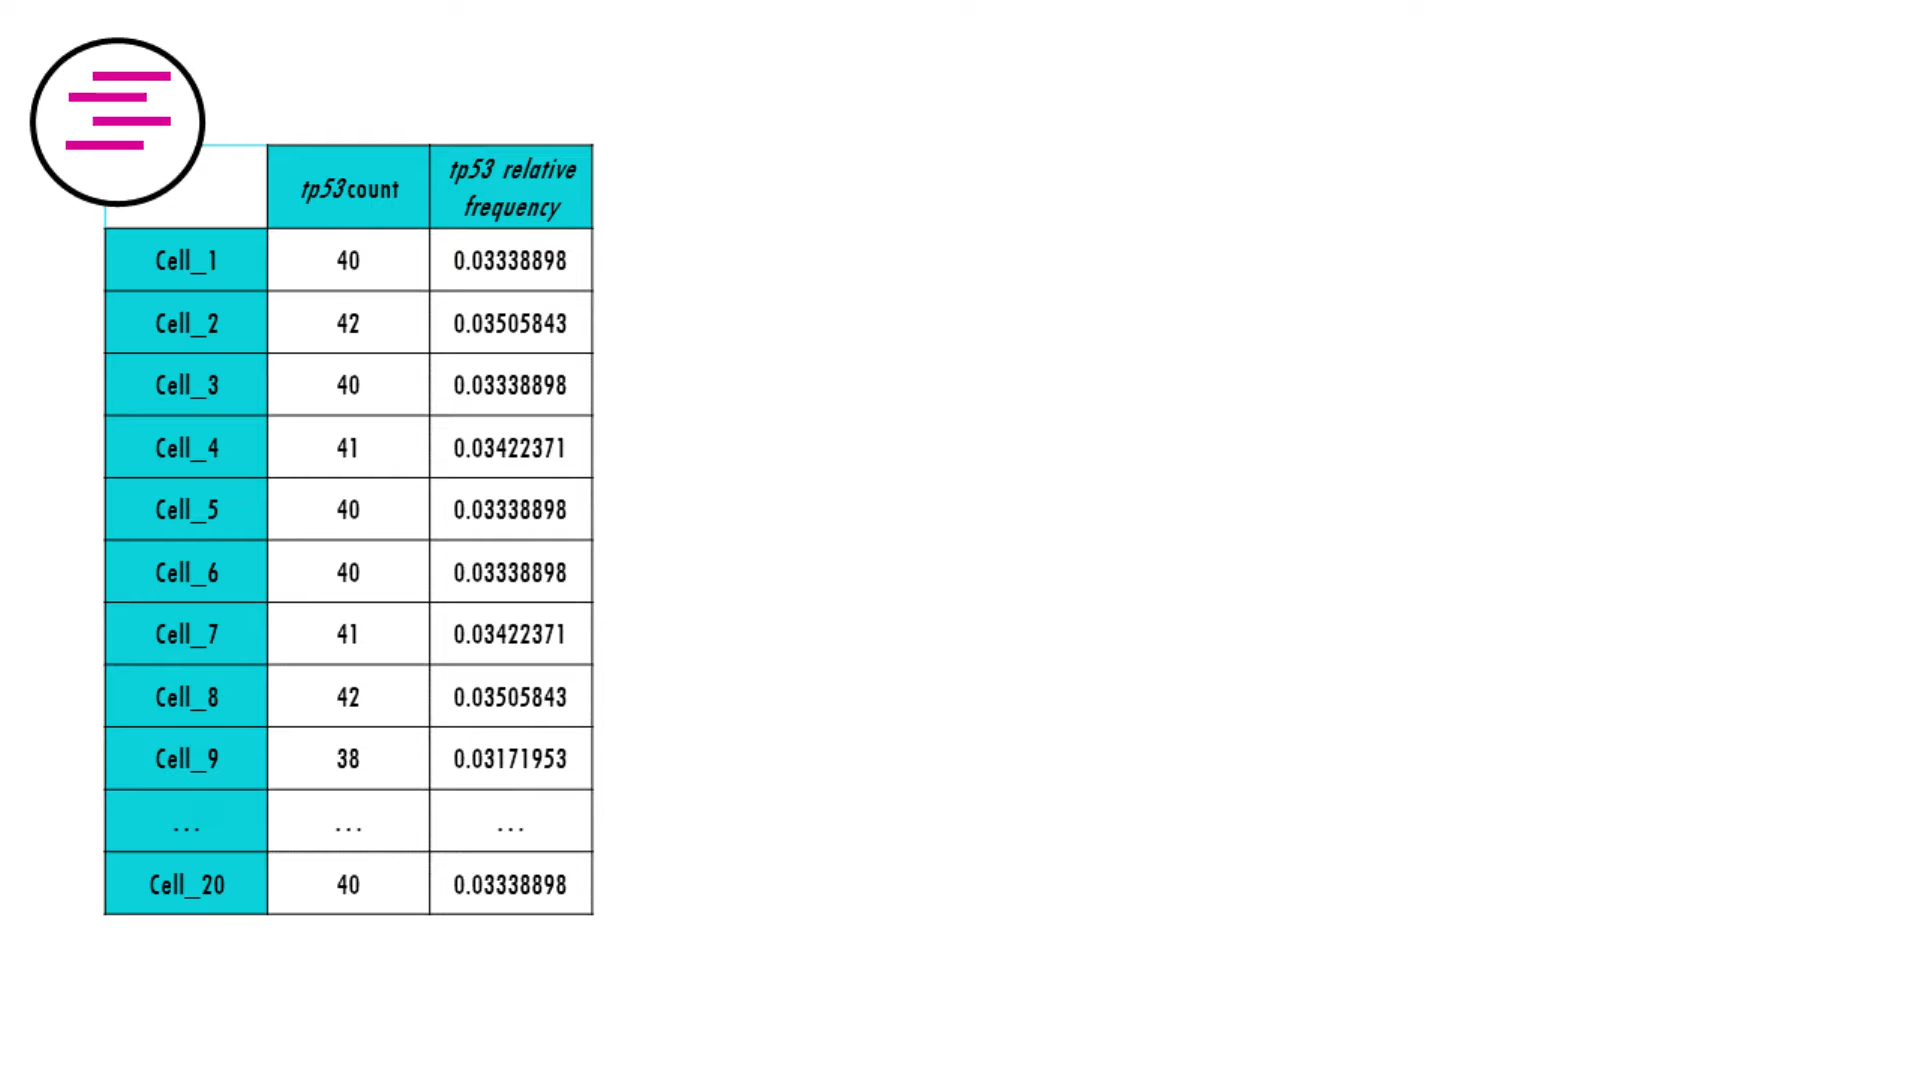 tp53 count tp53 relative
frequency
Cell_1 40 0.03338898
Cell_2 42 0.03505843
Cell_3 40 0.03338898
Cell_4 41 0.03422371
Cell_5 40 0.03338898
Cell_6 40 0.03338898
Cell_7 41 0.03422371
Cell_8 42 0.03505843
Cell_9 38 0.03171953
... ... ...
Cell_20 40 0.03338898